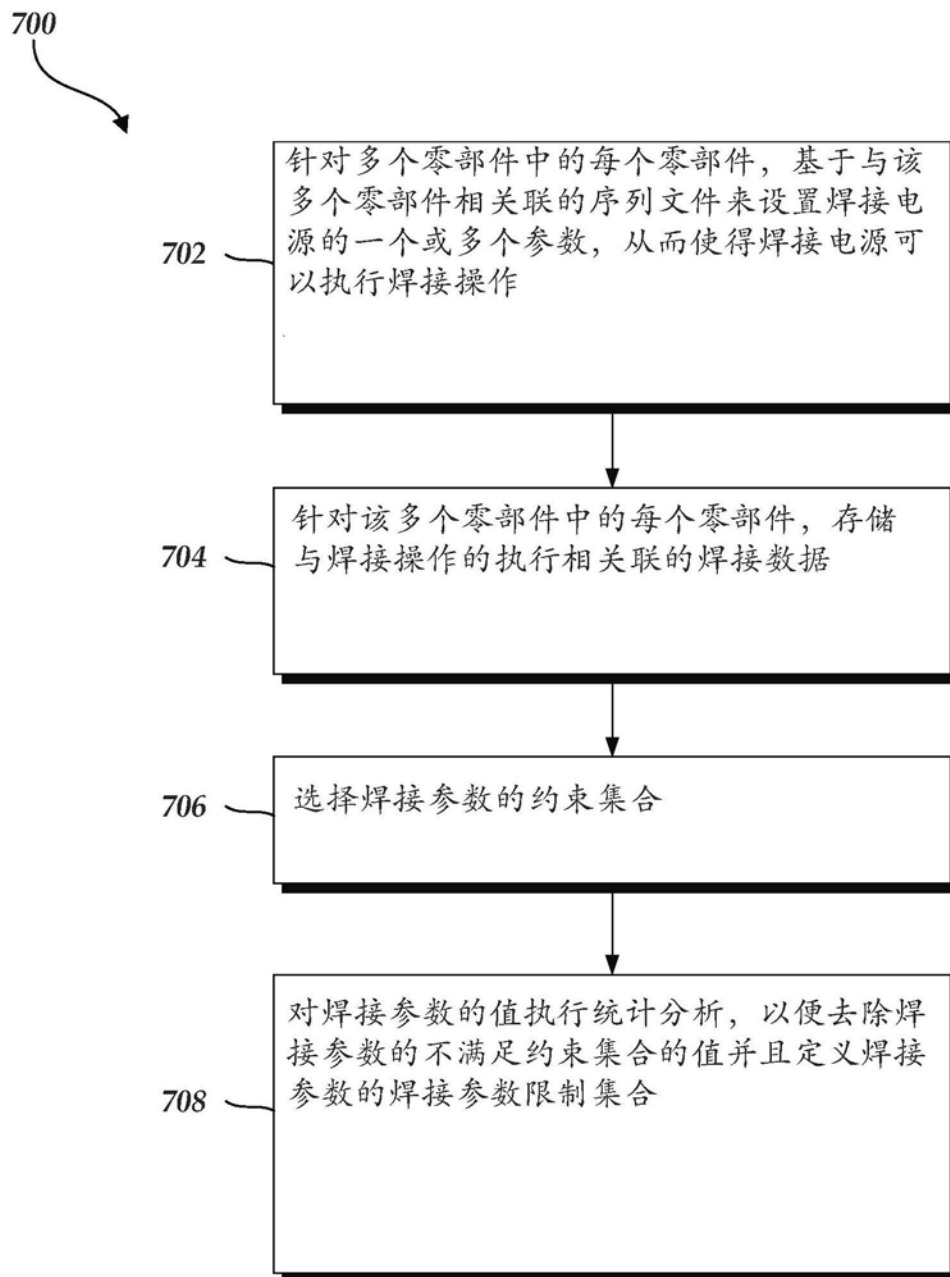 700
702
针对多个零部件中的每个零部件，基于与该
多个零部件相关联的序列文件来设置焊接电
源的一个或多个参数，从而使得焊接电源可
以执行焊接操作
704
针对该多个零部件中的每个零部件，存储
与焊接操作的执行相关联的焊接数据
706
选择焊接参数的约束集合
708
对焊接参数的值执行统计分析，以便去除焊
接参数的不满足约束集合的值并且定义焊接
参数的焊接参数限制集合